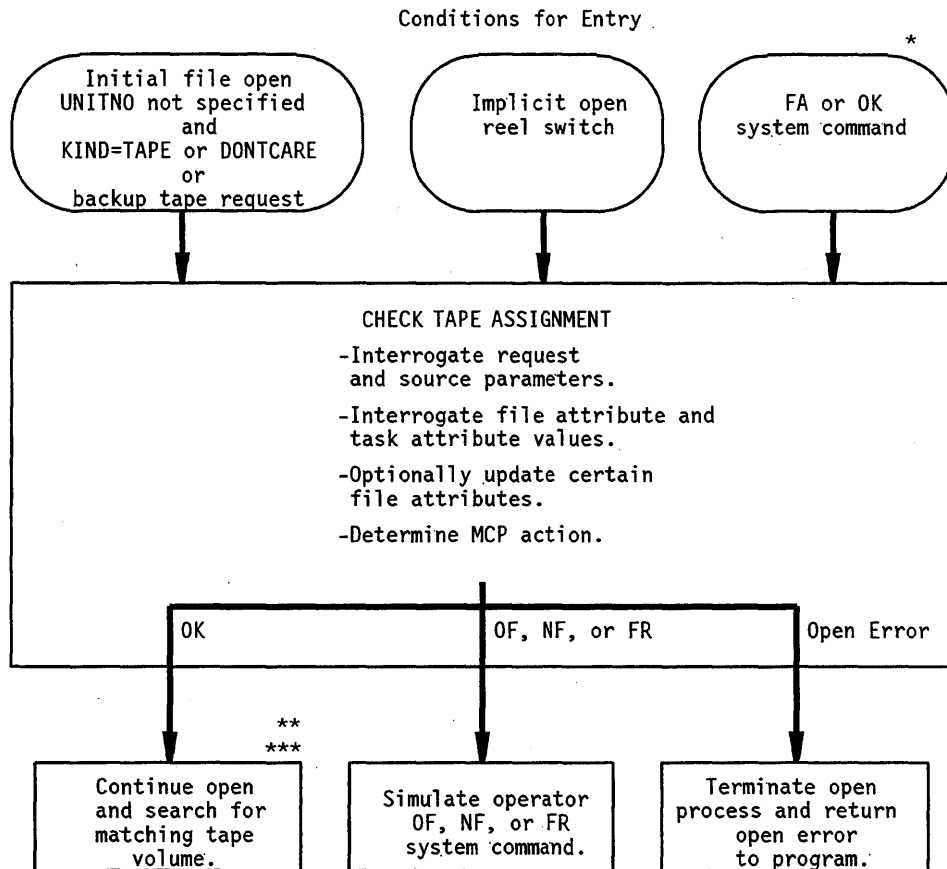 Conditions for Entry
*
Initial file open
UNITNO not specified
and
KIND=TAPE or DONTCARE
or
backup tape request
Implicit open
reel switch
FA or OK
system command
CHECK TAPE ASSIGNMENT
-Interrogate request
and source parameters.
-Interrogate file attribute and
task attribute values.
-Optionally update certain
file attributes.
-Determine MCP action.
OK
OF, NF, or FR
Open Error
**
***
Continue open
and search for
matching tape
volume.
Simulate operator
OF, NF, or FR
system command.
Terminate open
process and return
open error
to program.